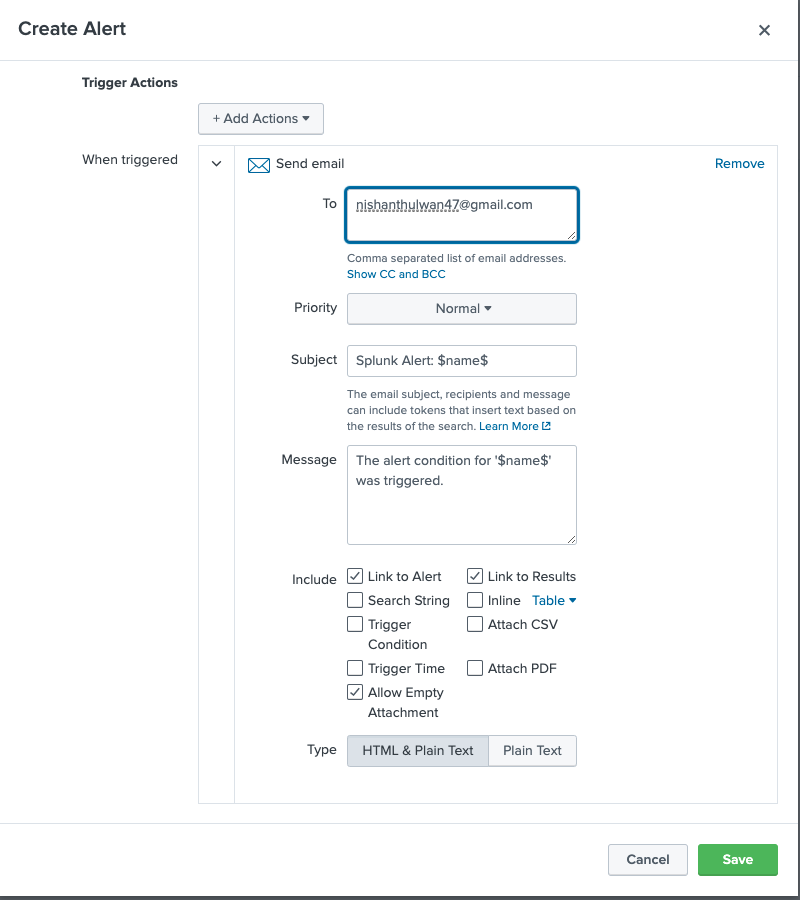 Create Alert
Trigger Actions
+ Add Actions
When triggered
Send email
Remove
To
nishanthulwan47@gmail.com
Comma separated list of email addresses.
Show CC and BCC
Priority
Normal
Subject
Splunk Alert: $name$
The email subject, recipients and message
can include tokens that insert text based on
the results of the search. Learn More
Message
The alert condition for '$name$'
was triggered.
Include
Link to Alert
Link to Results
Search String
Inline Table
Trigger
Condition
Attach CSV
Trigger Time
Attach PDF
Allow Empty
Attachment
Type
HTML & Plain Text
Plain Text
Cancel
Save